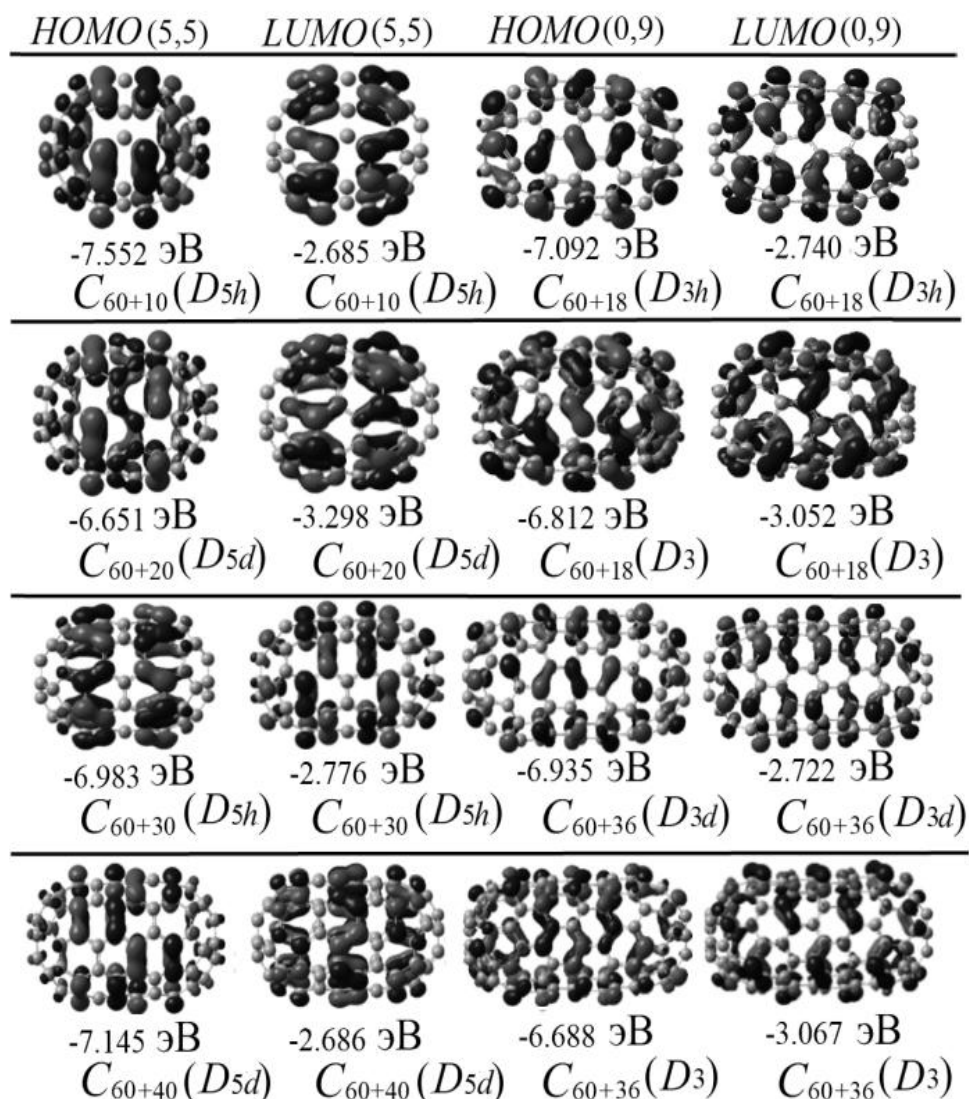 HOMO (5,5) LUMO (5,5) HOMO (0,9) LUMO (0,9)
-7.552 эВ -2.685 эВ -7.092 эВ -2.740 эВ
C60+10 (D5h) C60+10 (D5h) C60+18 (D3h) C60+18 (D3h)
-6.651 эВ -3.298 эВ -6.812 эВ -3.052 эВ
C60+20 (D5d) C60+20 (D5d) C60+18 (D3) C60+18 (D3)
-6.983 эВ -2.776 эВ -6.935 эВ -2.722 эВ
C60+30 (D5h) C60+30 (D5h) C60+36 (D3d) C60+36 (D3d)
-7.145 эВ -2.686 эВ -6.688 эВ -3.067 эВ
C60+40 (D5d) C60+40 (D5d) C60+36 (D3) C60+36 (D3)